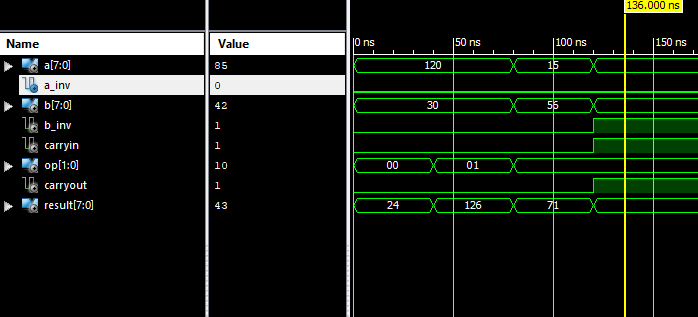 136.000 ns
Name Value 0 ns 50 ns 100 ns 150 ns
a[7:0] 85 120 15
a_inv 0
b[7:0] 42 30 56
b_inv 1
carryin 1
op[1:0] 10 00 01
carryout 1
result[7:0] 43 24 126 71